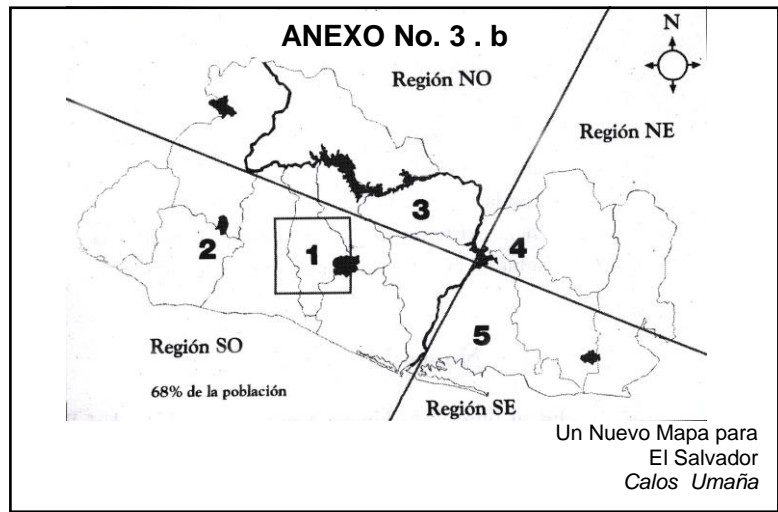 ANEXO No. 3 . b
N
Región NO
Región NE
3
2
1
4
5
Región SO
68% de la población
Región SE
Un Nuevo Mapa para
El Salvador
Calos Umaña